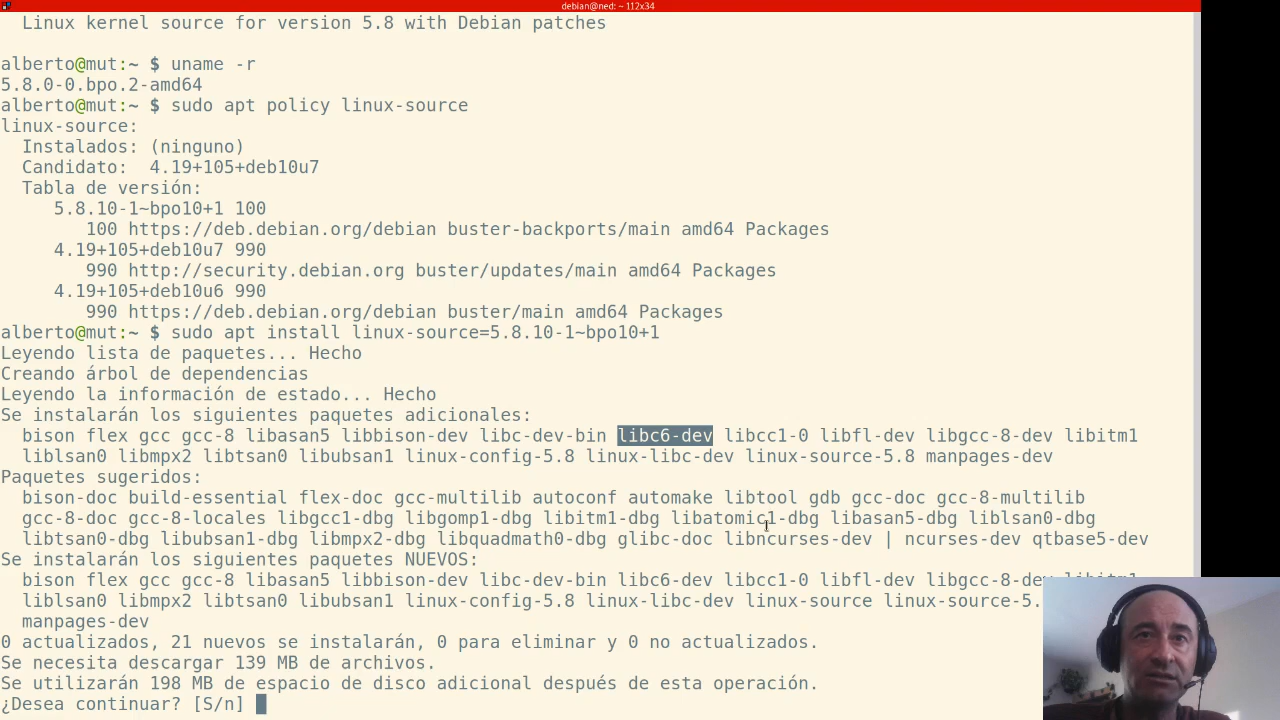 debian@ned: ~ 112x34
Linux kernel source for version 5.8 with Debian patches
alberto@mut:~ $ uname -r
5.8.0-0.bpo.2-amd64
alberto@mut:~ $ sudo apt policy linux-source
linux-source:
Instalados: (ninguno)
Candidato:  4.19+105+deb10u7
Tabla de versión:
5.8.10-1~bpo10+1 100
100 https://deb.debian.org/debian buster-backports/main amd64 Packages
4.19+105+deb10u7 990
990 http://security.debian.org buster/updates/main amd64 Packages
4.19+105+deb10u6 990
990 https://deb.debian.org/debian buster/main amd64 Packages
alberto@mut:~ $ sudo apt install linux-source=5.8.10-1~bpo10+1
Leyendo lista de paquetes... Hecho
Creando árbol de dependencias
Leyendo la información de estado... Hecho
Se instalarán los siguientes paquetes adicionales:
bison flex gcc gcc-8 libasan5 libbison-dev libc-dev-bin libc6-dev libcc1-0 libfl-dev libgcc-8-dev libitm1
liblsan0 libmpx2 libtsan0 libubsan1 linux-config-5.8 linux-libc-dev linux-source-5.8 manpages-dev
Paquetes sugeridos:
bison-doc build-essential flex-doc gcc-multilib autoconf automake libtool gdb gcc-doc gcc-8-multilib
gcc-8-doc gcc-8-locales libgcc1-dbg libgomp1-dbg libitm1-dbg libatomic1-dbg libasan5-dbg liblsan0-dbg
libtsan0-dbg libubsan1-dbg libmpx2-dbg libquadmath0-dbg glibc-doc libncurses-dev | ncurses-dev qtbase5-dev
Se instalarán los siguientes paquetes NUEVOS:
bison flex gcc gcc-8 libasan5 libbison-dev libc-dev-bin libc6-dev libcc1-0 libfl-dev libgcc-8-dev libitm1
liblsan0 libmpx2 libtsan0 libubsan1 linux-config-5.8 linux-libc-dev linux-source linux-source-5.
manpages-dev
0 actualizados, 21 nuevos se instalarán, 0 para eliminar y 0 no actualizados.
Se necesita descargar 139 MB de archivos.
Se utilizarán 198 MB de espacio de disco adicional después de esta operación.
¿Desea continuar? [S/n]